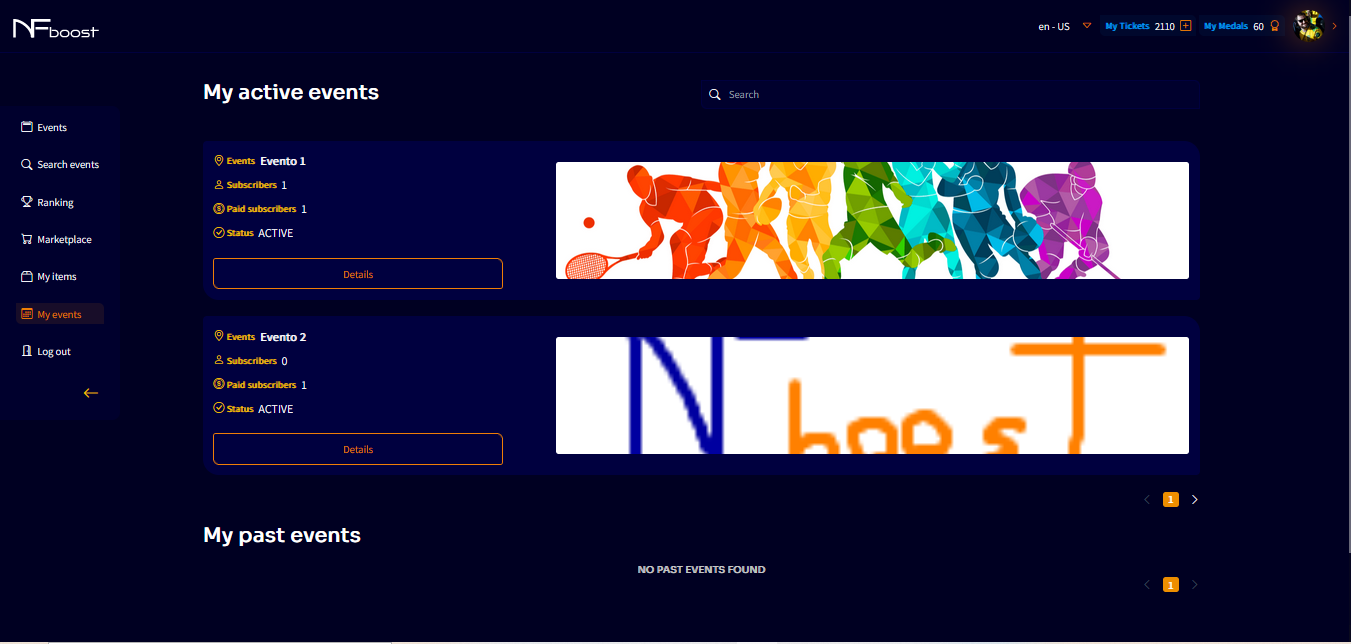 NFboost
en - US
My Tickets 2110
My Medals 60
My active events
Search
Events
Search events
Ranking
Marketplace
My items
My events
Log out
Events Evento 1
Subscribers 1
Paid subscribers 1
Status ACTIVE
Details
Events Evento 2
Subscribers 0
Paid subscribers 1
Status ACTIVE
Details
N boosT
1
My past events
NO PAST EVENTS FOUND
1